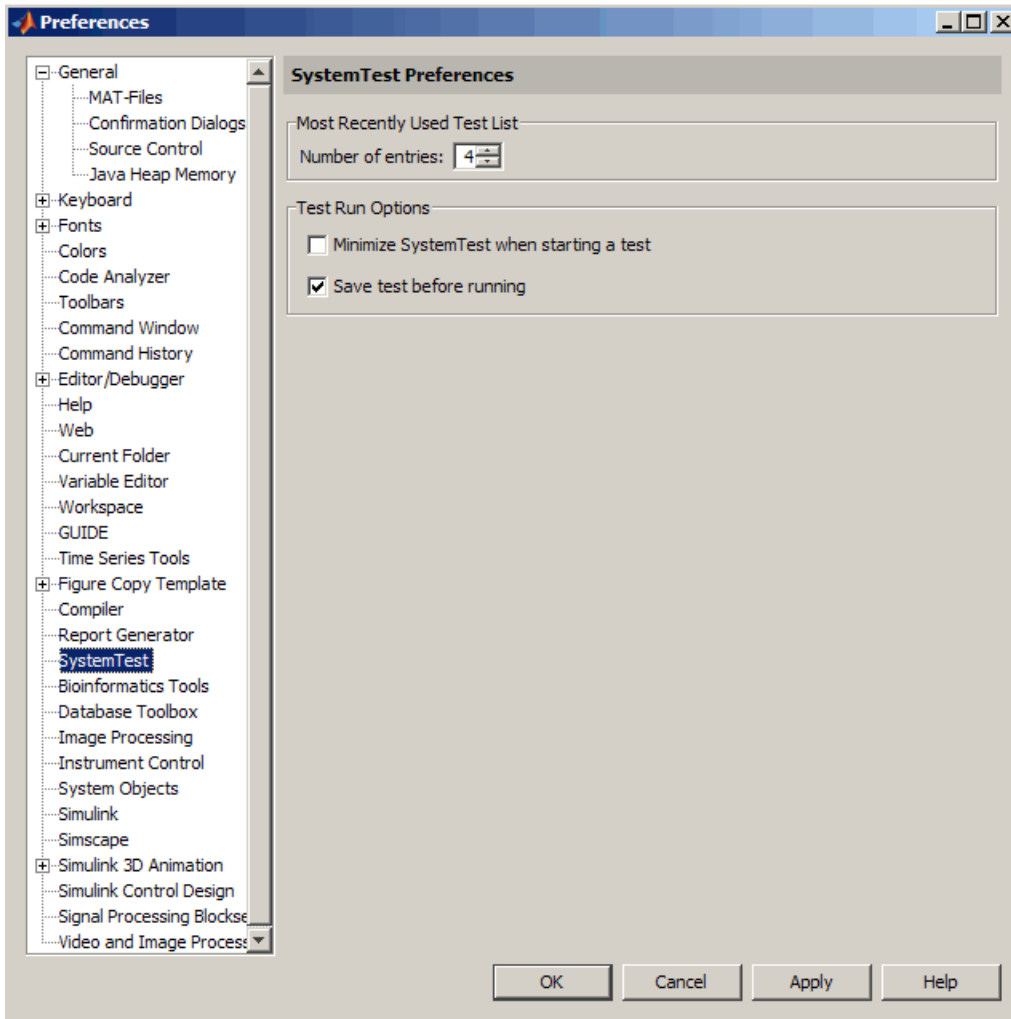 Preferences
General
MAT-Files
Confirmation Dialogs
Source Control
Java Heap Memory
Keyboard
Fonts
Colors
Code Analyzer
Toolbars
Command Window
Command History
Editor/Debugger
Help
Web
Current Folder
Variable Editor
Workspace
GUIDE
Time Series Tools
Figure Copy Template
Compiler
Report Generator
SystemTest
Bioinformatics Tools
Database Toolbox
Image Processing
Instrument Control
System Objects
Simulink
Simscape
Simulink 3D Animation
Simulink Control Design
Signal Processing Blockse
Video and Image Process
SystemTest Preferences
Most Recently Used Test List
Number of entries: 4
Test Run Options
Minimize SystemTest when starting a test
Save test before running
OK Cancel Apply Help